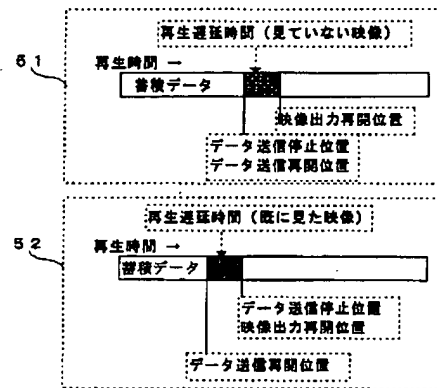 再生遅延時間(見ていない映像)
51
再生時間 →
蓄積データ
映像出力再開位置
データ送信停止位置
データ送信再開位置
再生遅延時間(既に見た映像)
52
再生時間 →
蓄積データ
データ送信停止位置
映像出力再開位置
データ送信再開位置